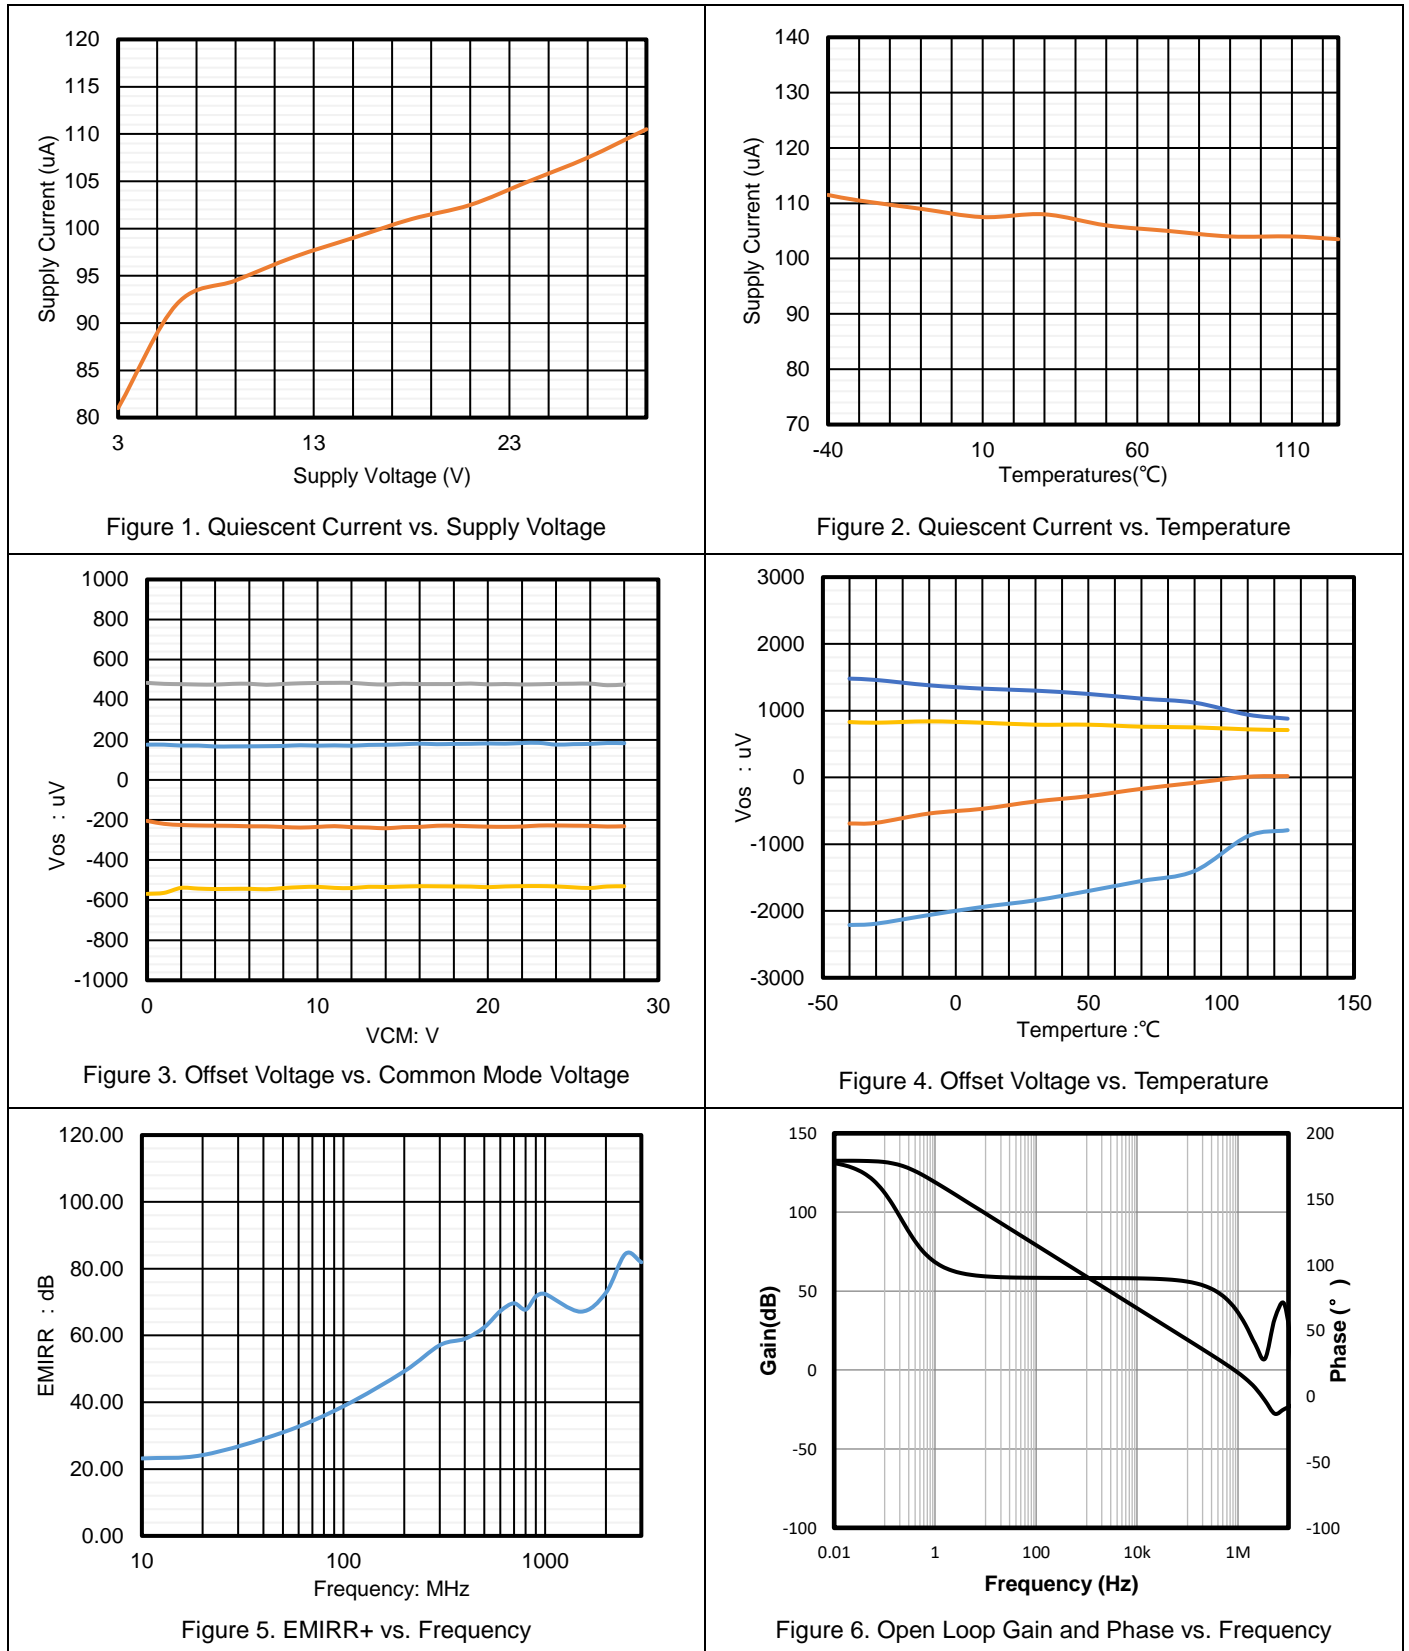 120
115
110
105
100
95
90
85
80
Supply Current (uA)
3 13 23
Supply Voltage (V)
Figure 1. Quiescent Current vs. Supply Voltage
140
130
120
110
100
90
80
70
Supply Current (uA)
-40 10 60 110
Temperatures(℃)
Figure 2. Quiescent Current vs. Temperature
1000
800
600
400
200
0
-200
-400
-600
-800
-1000
Vos : uV
0 10 20 30
VCM: V
Figure 3. Offset Voltage vs. Common Mode Voltage
3000
2000
1000
0
-1000
-2000
-3000
Vos : uV
-50 0 50 100 150
Temperture :℃
Figure 4. Offset Voltage vs. Temperature
120.00
100.00
80.00
60.00
40.00
20.00
0.00
EMIRR : dB
10 100 1000
Frequency: MHz
Figure 5. EMIRR+ vs. Frequency
150
100
50
0
-50
-100
Gain(dB)
200
150
100
50
0
-50
-100
Phase (° )
0.01 1 100 10k 1M
Frequency (Hz)
Figure 6. Open Loop Gain and Phase vs. Frequency